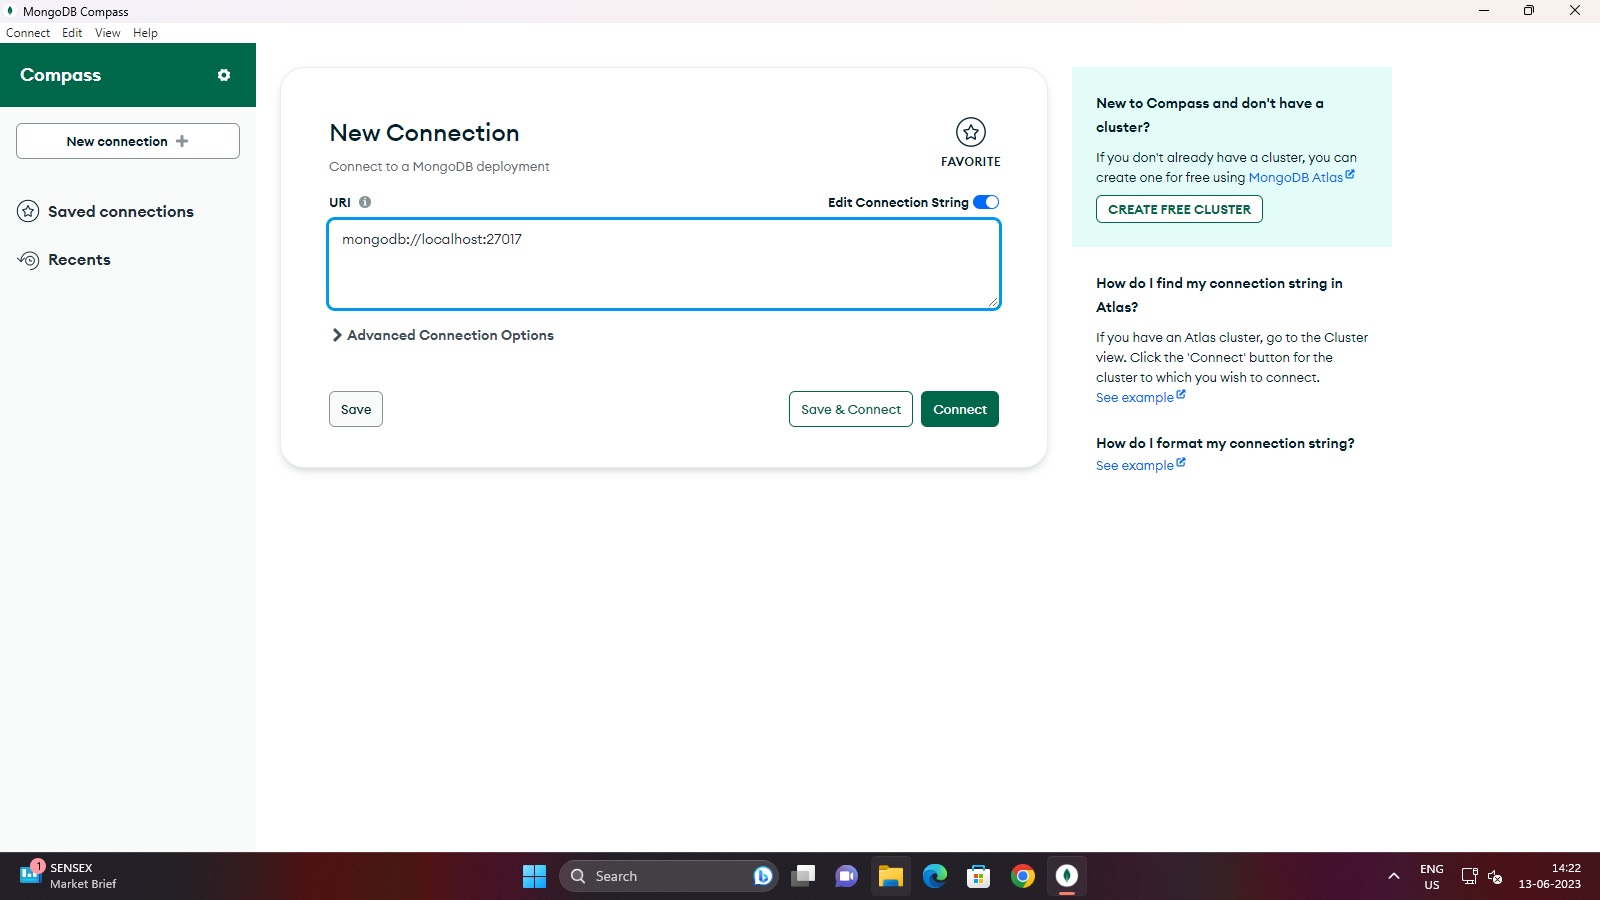 MongoDB Compass
Connect Edit View Help
Compass
New connection
Saved connections
Recents
New Connection
Connect to a MongoDB deployment
FAVORITE
URI
Edit Connection String
mongodb://localhost:27017
Advanced Connection Options
Save
Save & Connect
Connect
New to Compass and don't have a
cluster?
If you don't already have a cluster, you can
create one for free using MongoDB Atlas
CREATE FREE CLUSTER
How do I find my connection string in
Atlas?
If you have an Atlas cluster, go to the Cluster
view. Click the 'Connect' button for the
cluster to which you wish to connect.
See example
How do I format my connection string?
See example
1
SENSEX
Market Brief
Search
ENG
US
14:22
13-06-2023